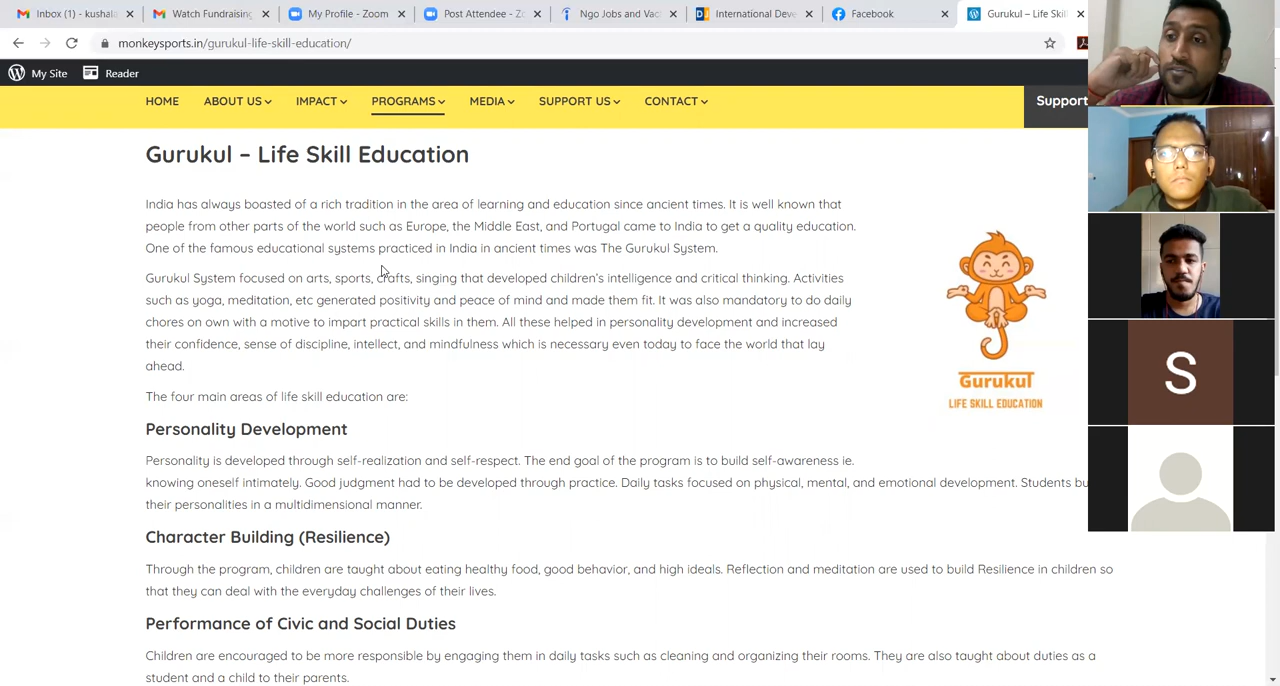 Inbox (1) - kushala
Watch Fundraising
My Profile - Zoom
Post Attendee - Zo
Ngo Jobs and Vac
International Deve
Facebook
Gurukul – Life Skil
monkeysports.in/gurukul-life-skill-education/
My Site
Reader
HOME
ABOUT US
IMPACT
PROGRAMS
MEDIA
SUPPORT US
CONTACT
Support
Gurukul – Life Skill Education
India has always boasted of a rich tradition in the area of learning and education since ancient times. It is well known that
people from other parts of the world such as Europe, the Middle East, and Portugal came to India to get a quality education.
One of the famous educational systems practiced in India in ancient times was The Gurukul System.
Gurukul System focused on arts, sports, crafts, singing that developed children's intelligence and critical thinking. Activities
such as yoga, meditation, etc generated positivity and peace of mind and made them fit. It was also mandatory to do daily
chores on own with a motive to impart practical skills in them. All these helped in personality development and increased
their confidence, sense of discipline, intellect, and mindfulness which is necessary even today to face the world that lay
ahead.
Gurukul
LIFE SKILL EDUCATION
The four main areas of life skill education are:
Personality Development
Personality is developed through self-realization and self-respect. The end goal of the program is to build self-awareness ie.
knowing oneself intimately. Good judgment had to be developed through practice. Daily tasks focused on physical, mental, and emotional development. Students bu
their personalities in a multidimensional manner.
Character Building (Resilience)
Through the program, children are taught about eating healthy food, good behavior, and high ideals. Reflection and meditation are used to build Resilience in children so
that they can deal with the everyday challenges of their lives.
Performance of Civic and Social Duties
Children are encouraged to be more responsible by engaging them in daily tasks such as cleaning and organizing their rooms. They are also taught about duties as a
student and a child to their parents.
S